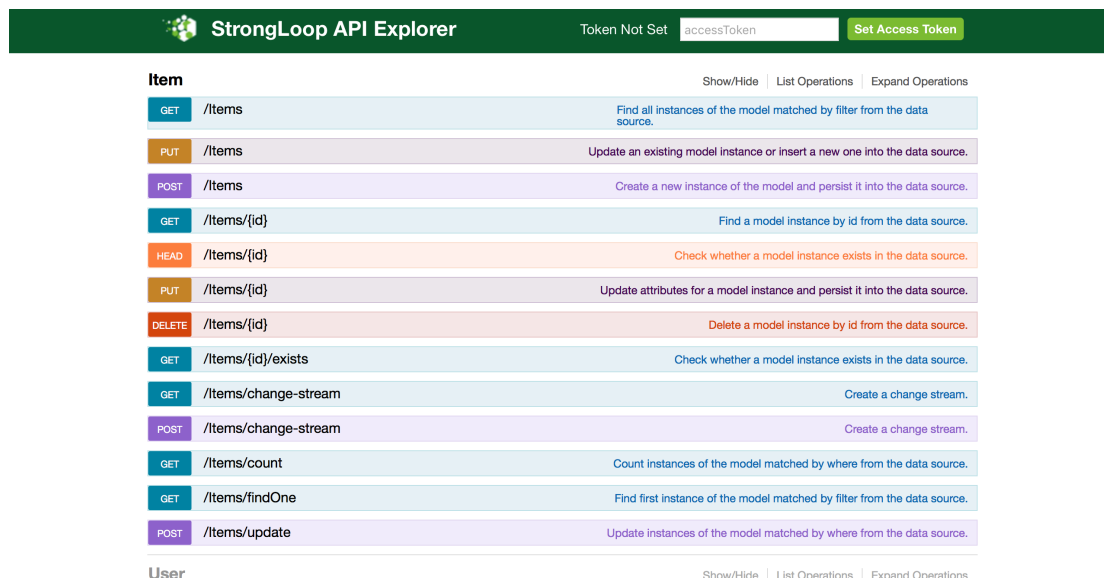 StrongLoop API Explorer Token Not Set accessToken Set Access Token
Item Show/Hide List Operations Expand Operations
GET /Items Find all instances of the model matched by filter from the data
source.
PUT /Items Update an existing model instance or insert a new one into the data source.
POST /Items Create a new instance of the model and persist it into the data source.
GET /Items/{id} Find a model instance by id from the data source.
HEAD /Items/{id} Check whether a model instance exists in the data source.
PUT /Items/{id} Update attributes for a model instance and persist it into the data source.
DELETE /Items/{id} Delete a model instance by id from the data source.
GET /Items/{id}/exists Check whether a model instance exists in the data source.
GET /Items/change-stream Create a change stream.
POST /Items/change-stream Create a change stream.
GET /Items/count Count instances of the model matched by where from the data source.
GET /Items/findOne Find first instance of the model matched by filter from the data source.
POST /Items/update Update instances of the model matched by where from the data source.
User Show/Hide List Operations Expand Operations